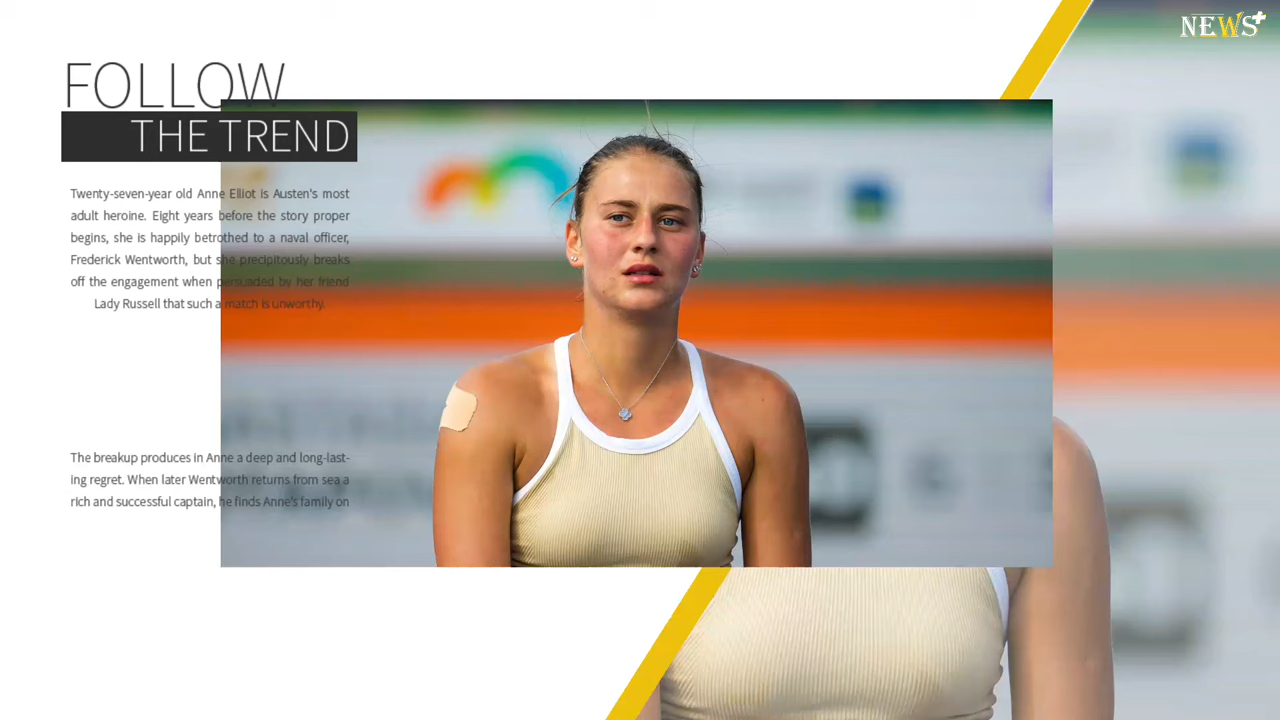 NEWS+
FOLLOW
THE TREND
Twenty-seven-year old Anne Elliot is Austen's most
adult heroine. Eight years before the story proper
begins, she is happily betrothed to a naval officer,
Frederick Wentworth, but she precipitously breaks
off the engagement when persuaded by her friend
Lady Russell that such a match is unworthy.
The breakup produces in Anne a deep and long-last-
ing regret. When later Wentworth returns from sea a
rich and successful captain, he finds Anne's family on